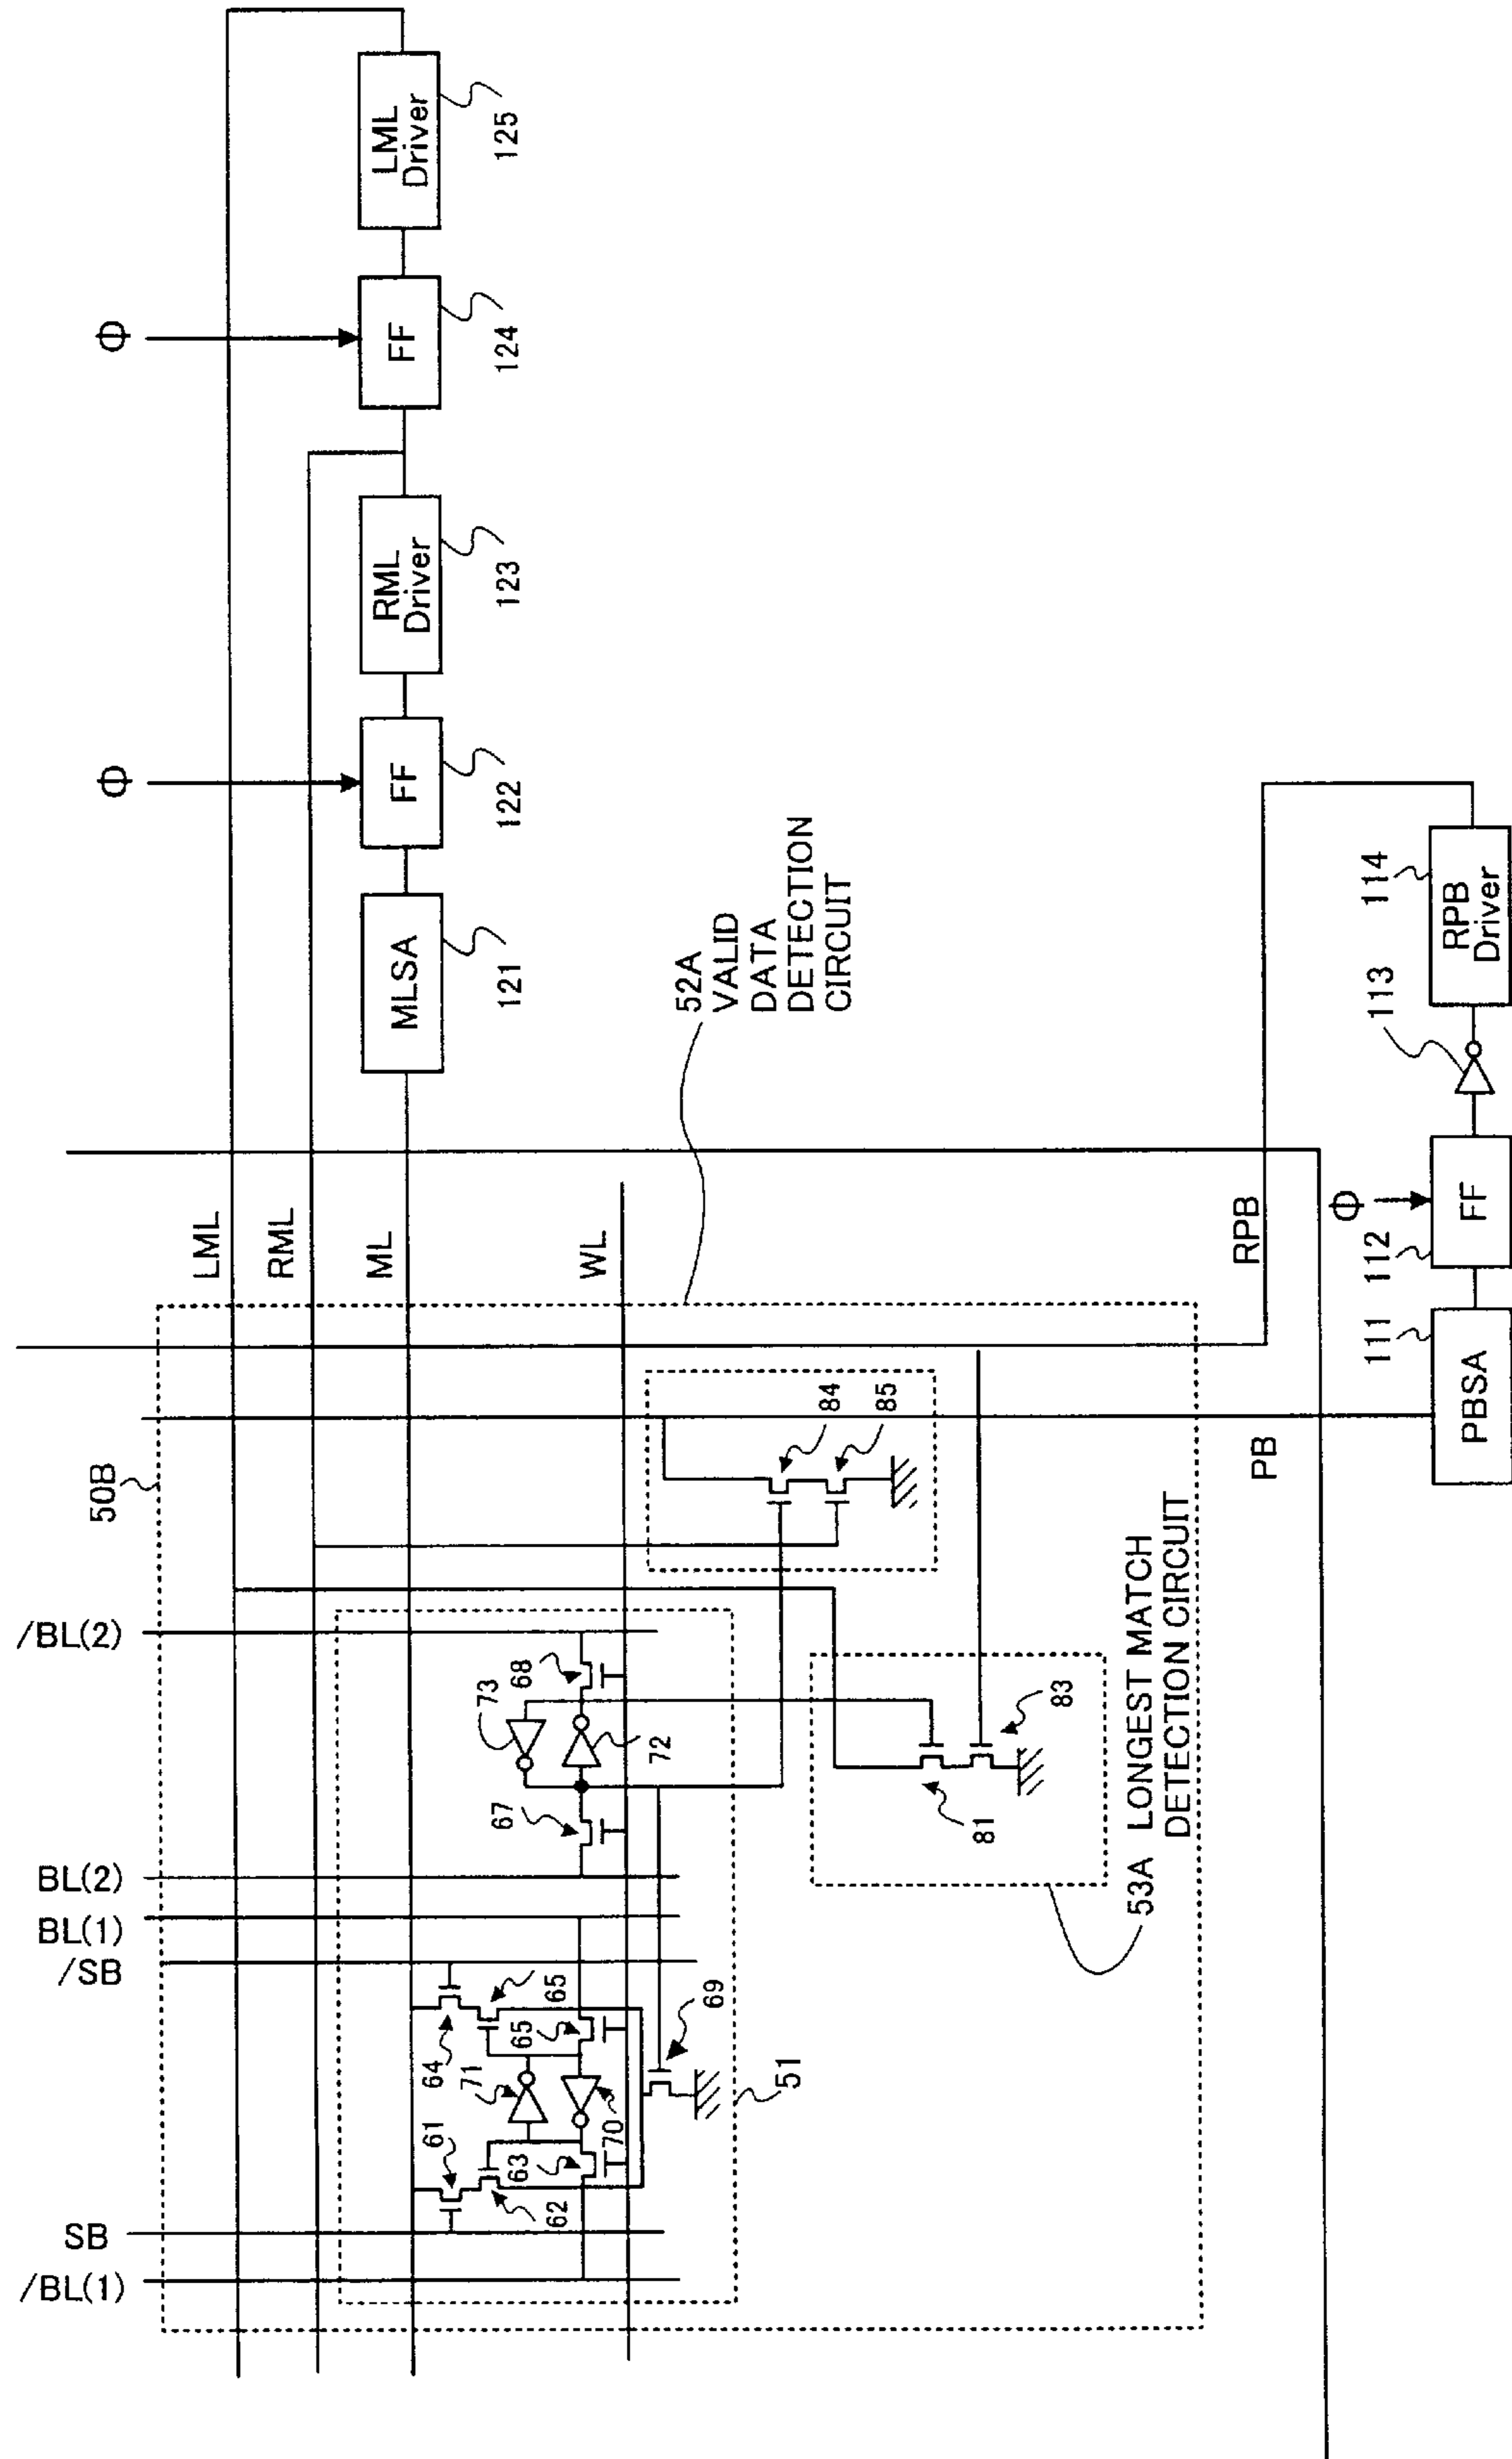 /BL(1)
SB
/SB
BL(1)
BL(2)
/BL(2)
50B
LML
RML
ML
WL
61
62
63
64
65
65
71
70
67
73
68
72
69
51
84
85
81
83
52A
VALID
DATA
DETECTION
CIRCUIT
53A LONGEST MATCH
DETECTION CIRCUIT
PB
RPB
MLSA
121
Φ
FF
122
RML
Driver
123
Φ
FF
124
LML
Driver
125
PBSA
111
Φ
FF
112
113
RPB
Driver
114